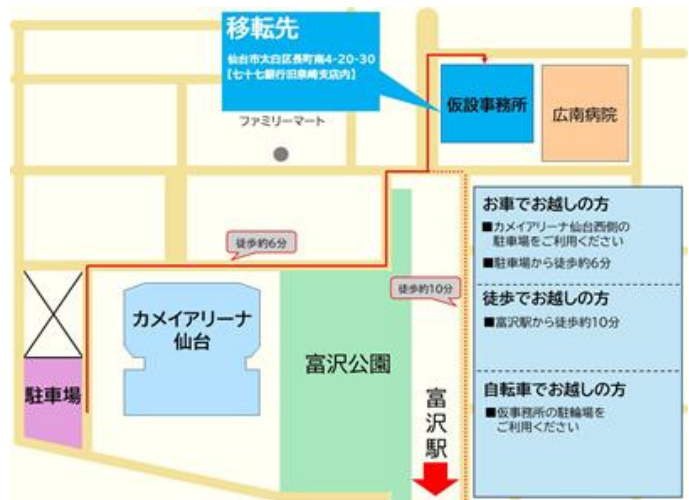 移転先
仙台市太白区長町南4-20-30
【七十七銀行旧泉崎支店内】
仮設事務所
広南病院
ファミリーマート
お車でお越しの方
■カメイアリーナ仙台西側の
駐車場をご利用ください
■駐車場から徒歩約6分
徒歩でお越しの方
■富沢駅から徒歩約10分
自転車でお越しの方
■仮事務所の駐輪場を
ご利用ください
徒歩約6分
徒歩約10分
カメイアリーナ
仙台
富沢公園
駐車場
富沢駅